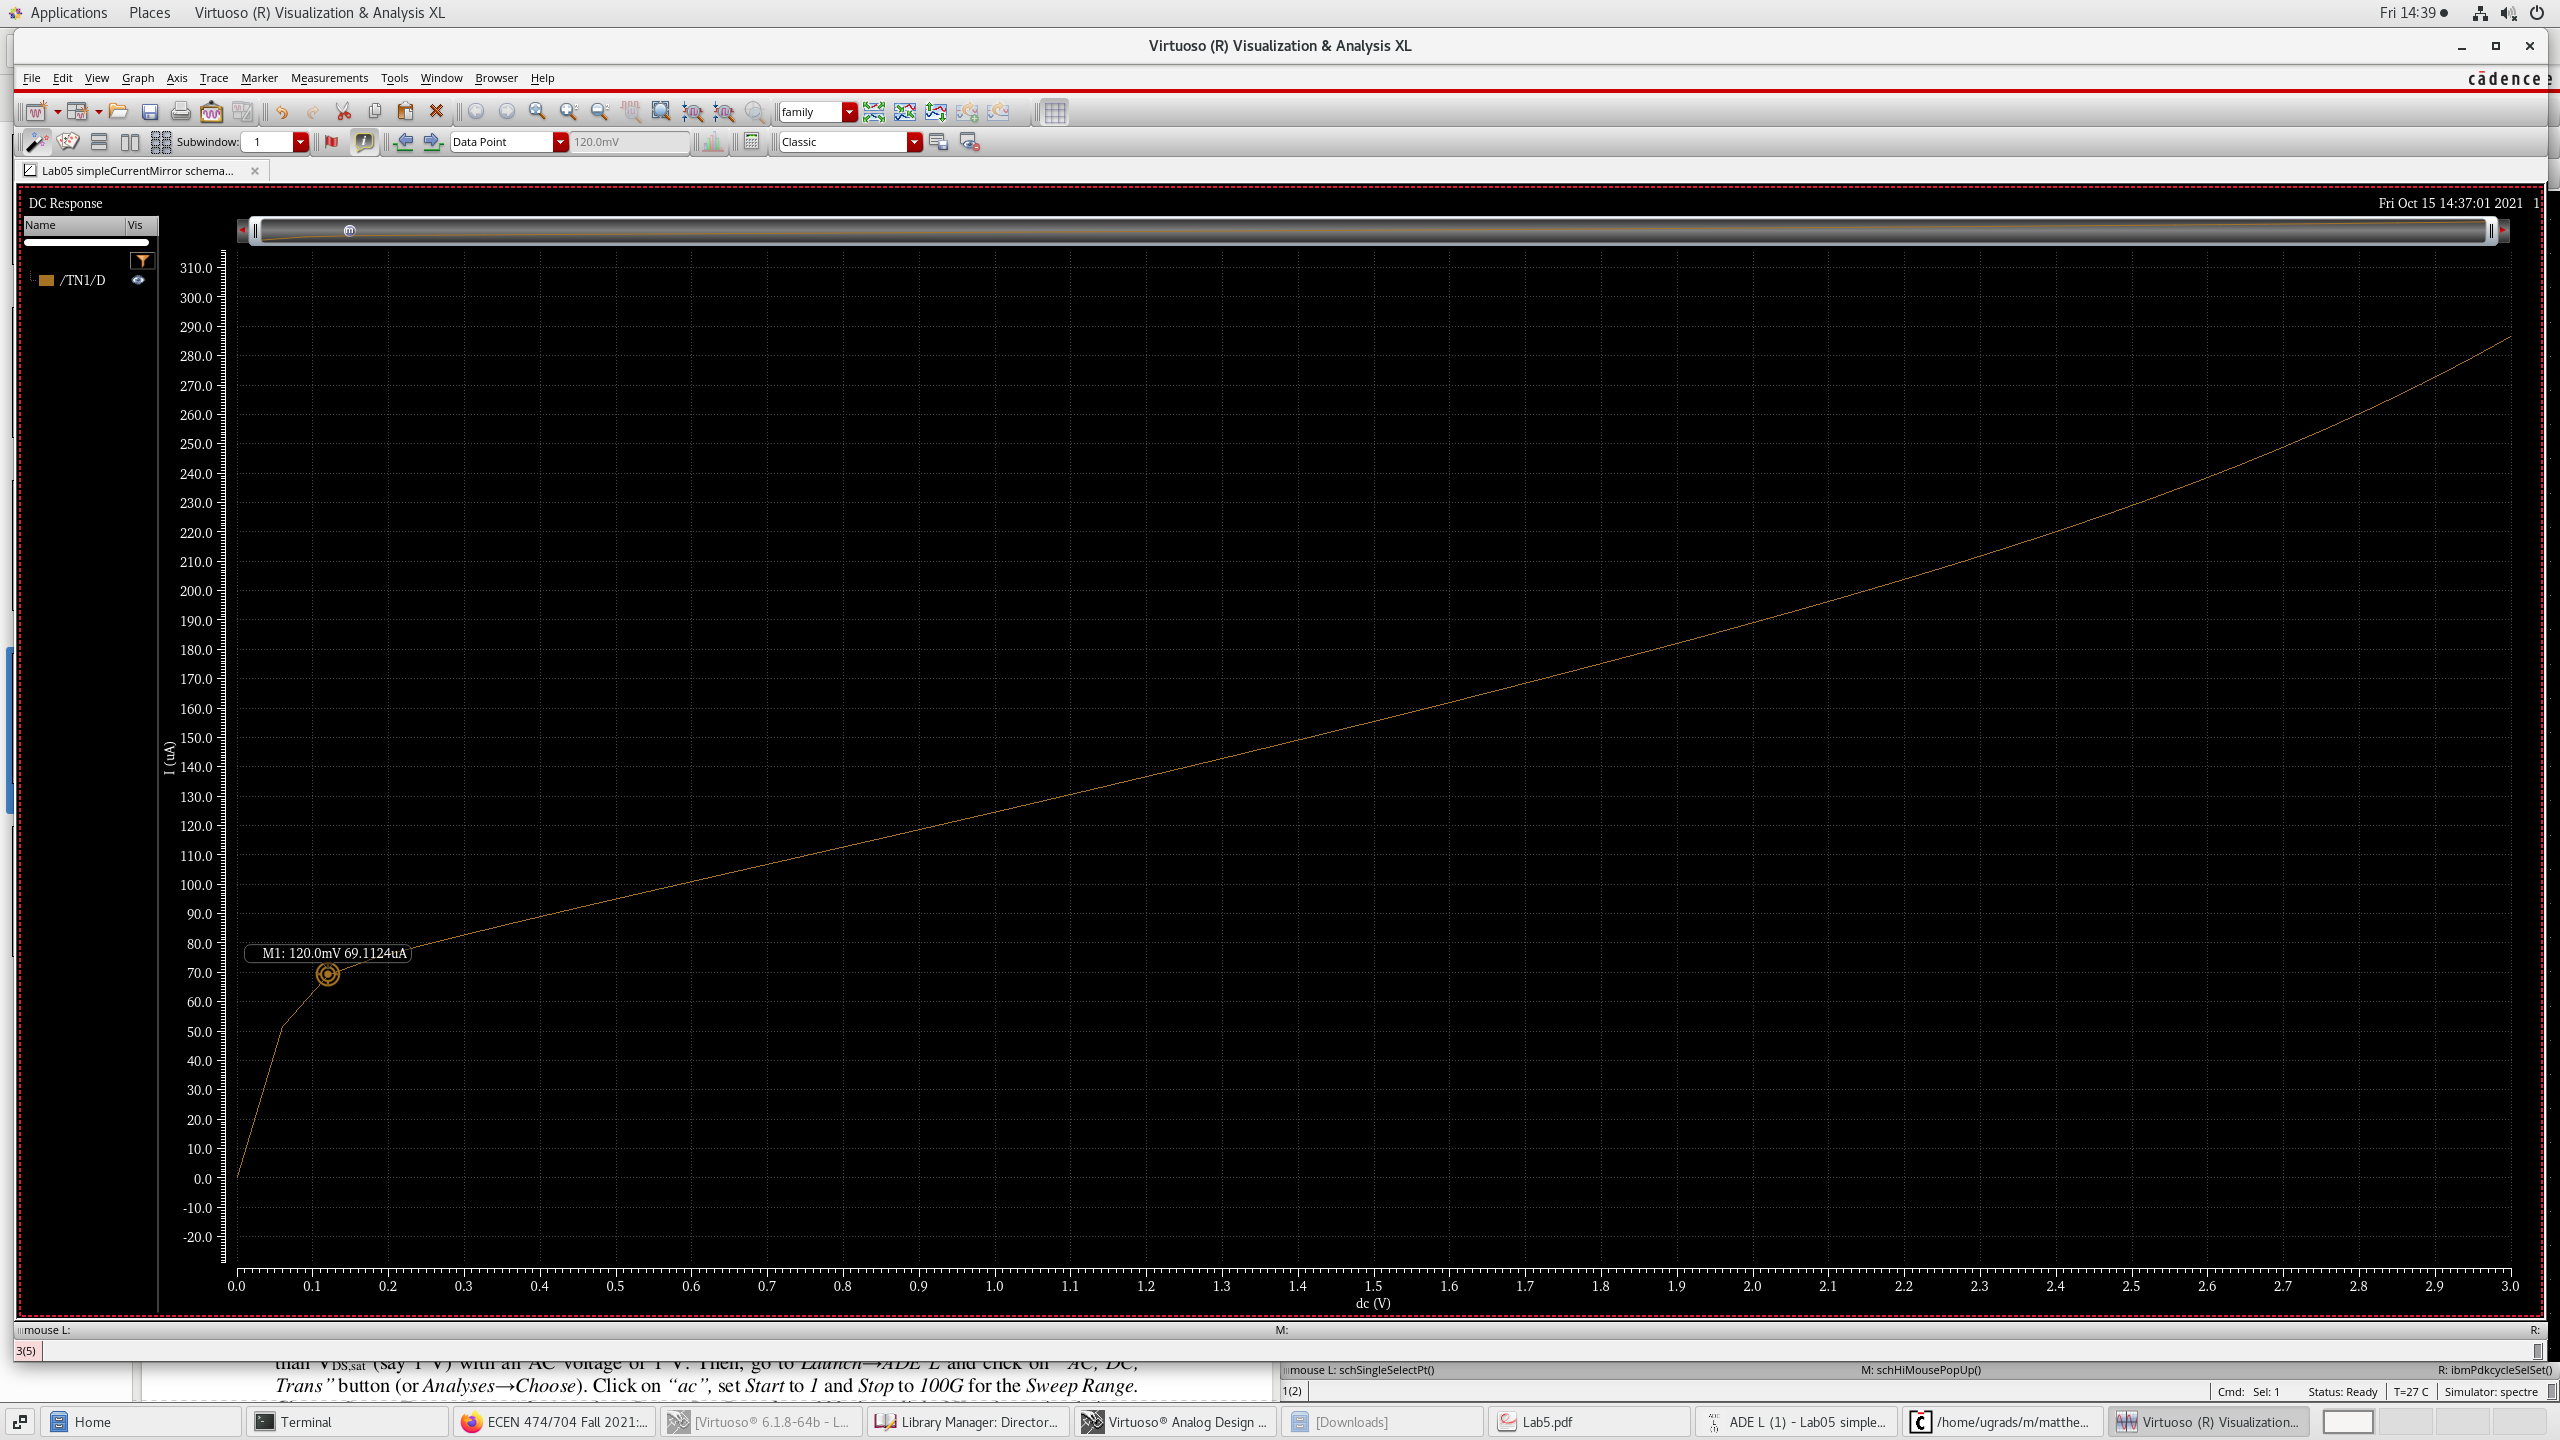 Applications Places Virtuoso (R) Visualization & Analysis XL Fri 14:39
Virtuoso (R) Visualization & Analysis XL
File Edit View Graph Axis Trace Marker Measurements Tools Window Browser Help cādence
family
Subwindow: 1 Data Point 120.0mV Classic
Lab05 simpleCurrentMirror schema...
DC Response Fri Oct 15 14:37:01 2021 1
Name Vis
/TN1/D
310.0
300.0
290.0
280.0
270.0
260.0
250.0
240.0
230.0
220.0
210.0
200.0
190.0
180.0
170.0
160.0
150.0
140.0
130.0
120.0
110.0
100.0
90.0
80.0
70.0
60.0
50.0
40.0
30.0
20.0
10.0
0.0
-10.0
-20.0
I (uA)
M1: 120.0mV 69.1124uA
0.0 0.1 0.2 0.3 0.4 0.5 0.6 0.7 0.8 0.9 1.0 1.1 1.2 1.3 1.4 1.5 1.6 1.7 1.8 1.9 2.0 2.1 2.2 2.3 2.4 2.5 2.6 2.7 2.8 2.9 3.0
dc (V)
mouse L: M: R:
3(5)
than VDS,sat (say 1 V) with an AC voltage of 1 V. Then, go to Launch→ADE L and click on "AC, DC,
Trans" button (or Analyses→Choose). Click on "ac", set Start to 1 and Stop to 100G for the Sweep Range.
mouse L: schSingleSelectPt() M: schHiMousePopUp() R: ibmPdkcycleSelSet()
1(2) Cmd: Sel: 1 Status: Ready T=27 C Simulator: spectre
Home Terminal ECEN 474/704 Fall 2021:... [Virtuoso® 6.1.8-64b - L... Library Manager: Director... Virtuoso® Analog Design ... [Downloads] Lab5.pdf ADE L (1) - Lab05 simple... /home/ugrads/m/matthe... Virtuoso (R) Visualization...